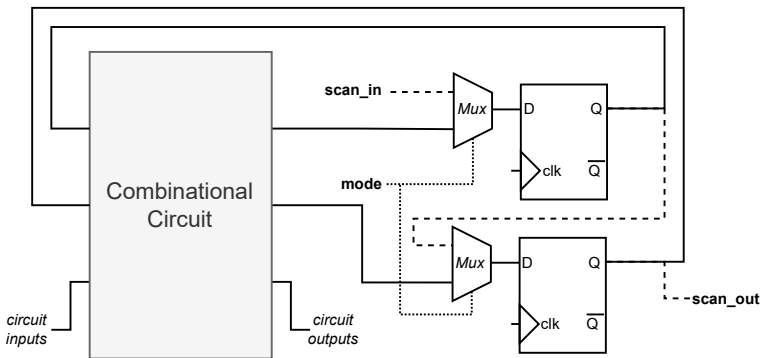 scan_in
Mux
D
Q
clk
Q
mode
Combinational
Circuit
Mux
D
Q
scan_out
circuit
inputs
circuit
outputs
clk
Q